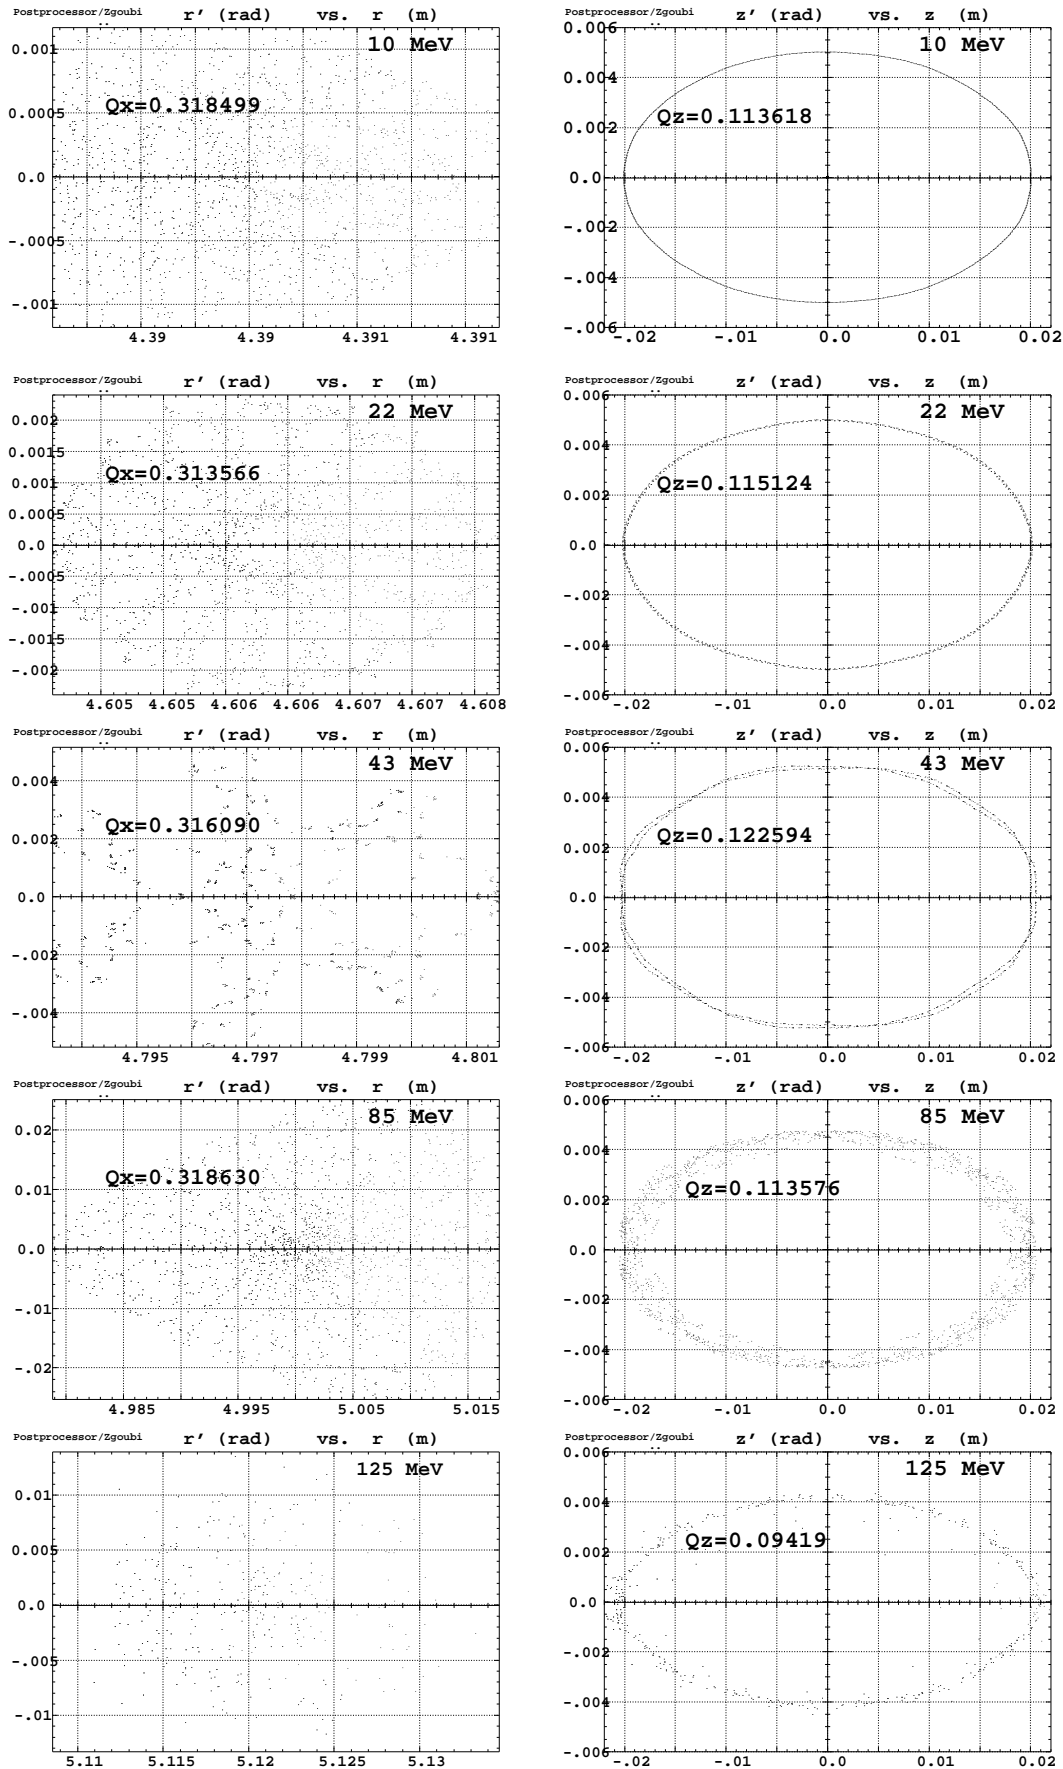 Postprocessor/Zgoubi r' (rad) vs. r (m)
10 MeV
0.001
Qx=0.318499
0.0005
0.0
-.0005
-.001
4.39 4.39 4.391 4.391
Postprocessor/Zgoubi z' (rad) vs. z (m)
0.006
10 MeV
0.004
Qz=0.113618
0.002
0.0
-.002
-.004
-.006
-.02 -.01 0.0 0.01 0.02
Postprocessor/Zgoubi r' (rad) vs. r (m)
22 MeV
0.002
0.0015
Qx=0.313566
0.001
0.0005
0.0
-.0005
-.001
-.0015
-.002
4.605 4.605 4.606 4.606 4.607 4.607 4.608
Postprocessor/Zgoubi z' (rad) vs. z (m)
0.006
22 MeV
0.004
Qz=0.115124
0.002
0.0
-.002
-.004
-.006
-.02 -.01 0.0 0.01 0.02
Postprocessor/Zgoubi r' (rad) vs. r (m)
43 MeV
0.004
Qx=0.316090
0.002
0.0
-.002
-.004
4.795 4.797 4.799 4.801
Postprocessor/Zgoubi z' (rad) vs. z (m)
0.006
43 MeV
0.004
Qz=0.122594
0.002
0.0
-.002
-.004
-.006
-.02 -.01 0.0 0.01 0.02
Postprocessor/Zgoubi r' (rad) vs. r (m)
85 MeV
0.02
Qx=0.318630
0.01
0.0
-.01
-.02
4.985 4.995 5.005 5.015
Postprocessor/Zgoubi z' (rad) vs. z (m)
0.006
85 MeV
0.004
Qz=0.113576
0.002
0.0
-.002
-.004
-.006
-.02 -.01 0.0 0.01 0.02
Postprocessor/Zgoubi r' (rad) vs. r (m)
125 MeV
0.01
0.005
0.0
-.005
-.01
5.11 5.115 5.12 5.125 5.13
Postprocessor/Zgoubi z' (rad) vs. z (m)
0.006
125 MeV
0.004
Qz=0.09419
0.002
0.0
-.002
-.004
-.006
-.02 -.01 0.0 0.01 0.02